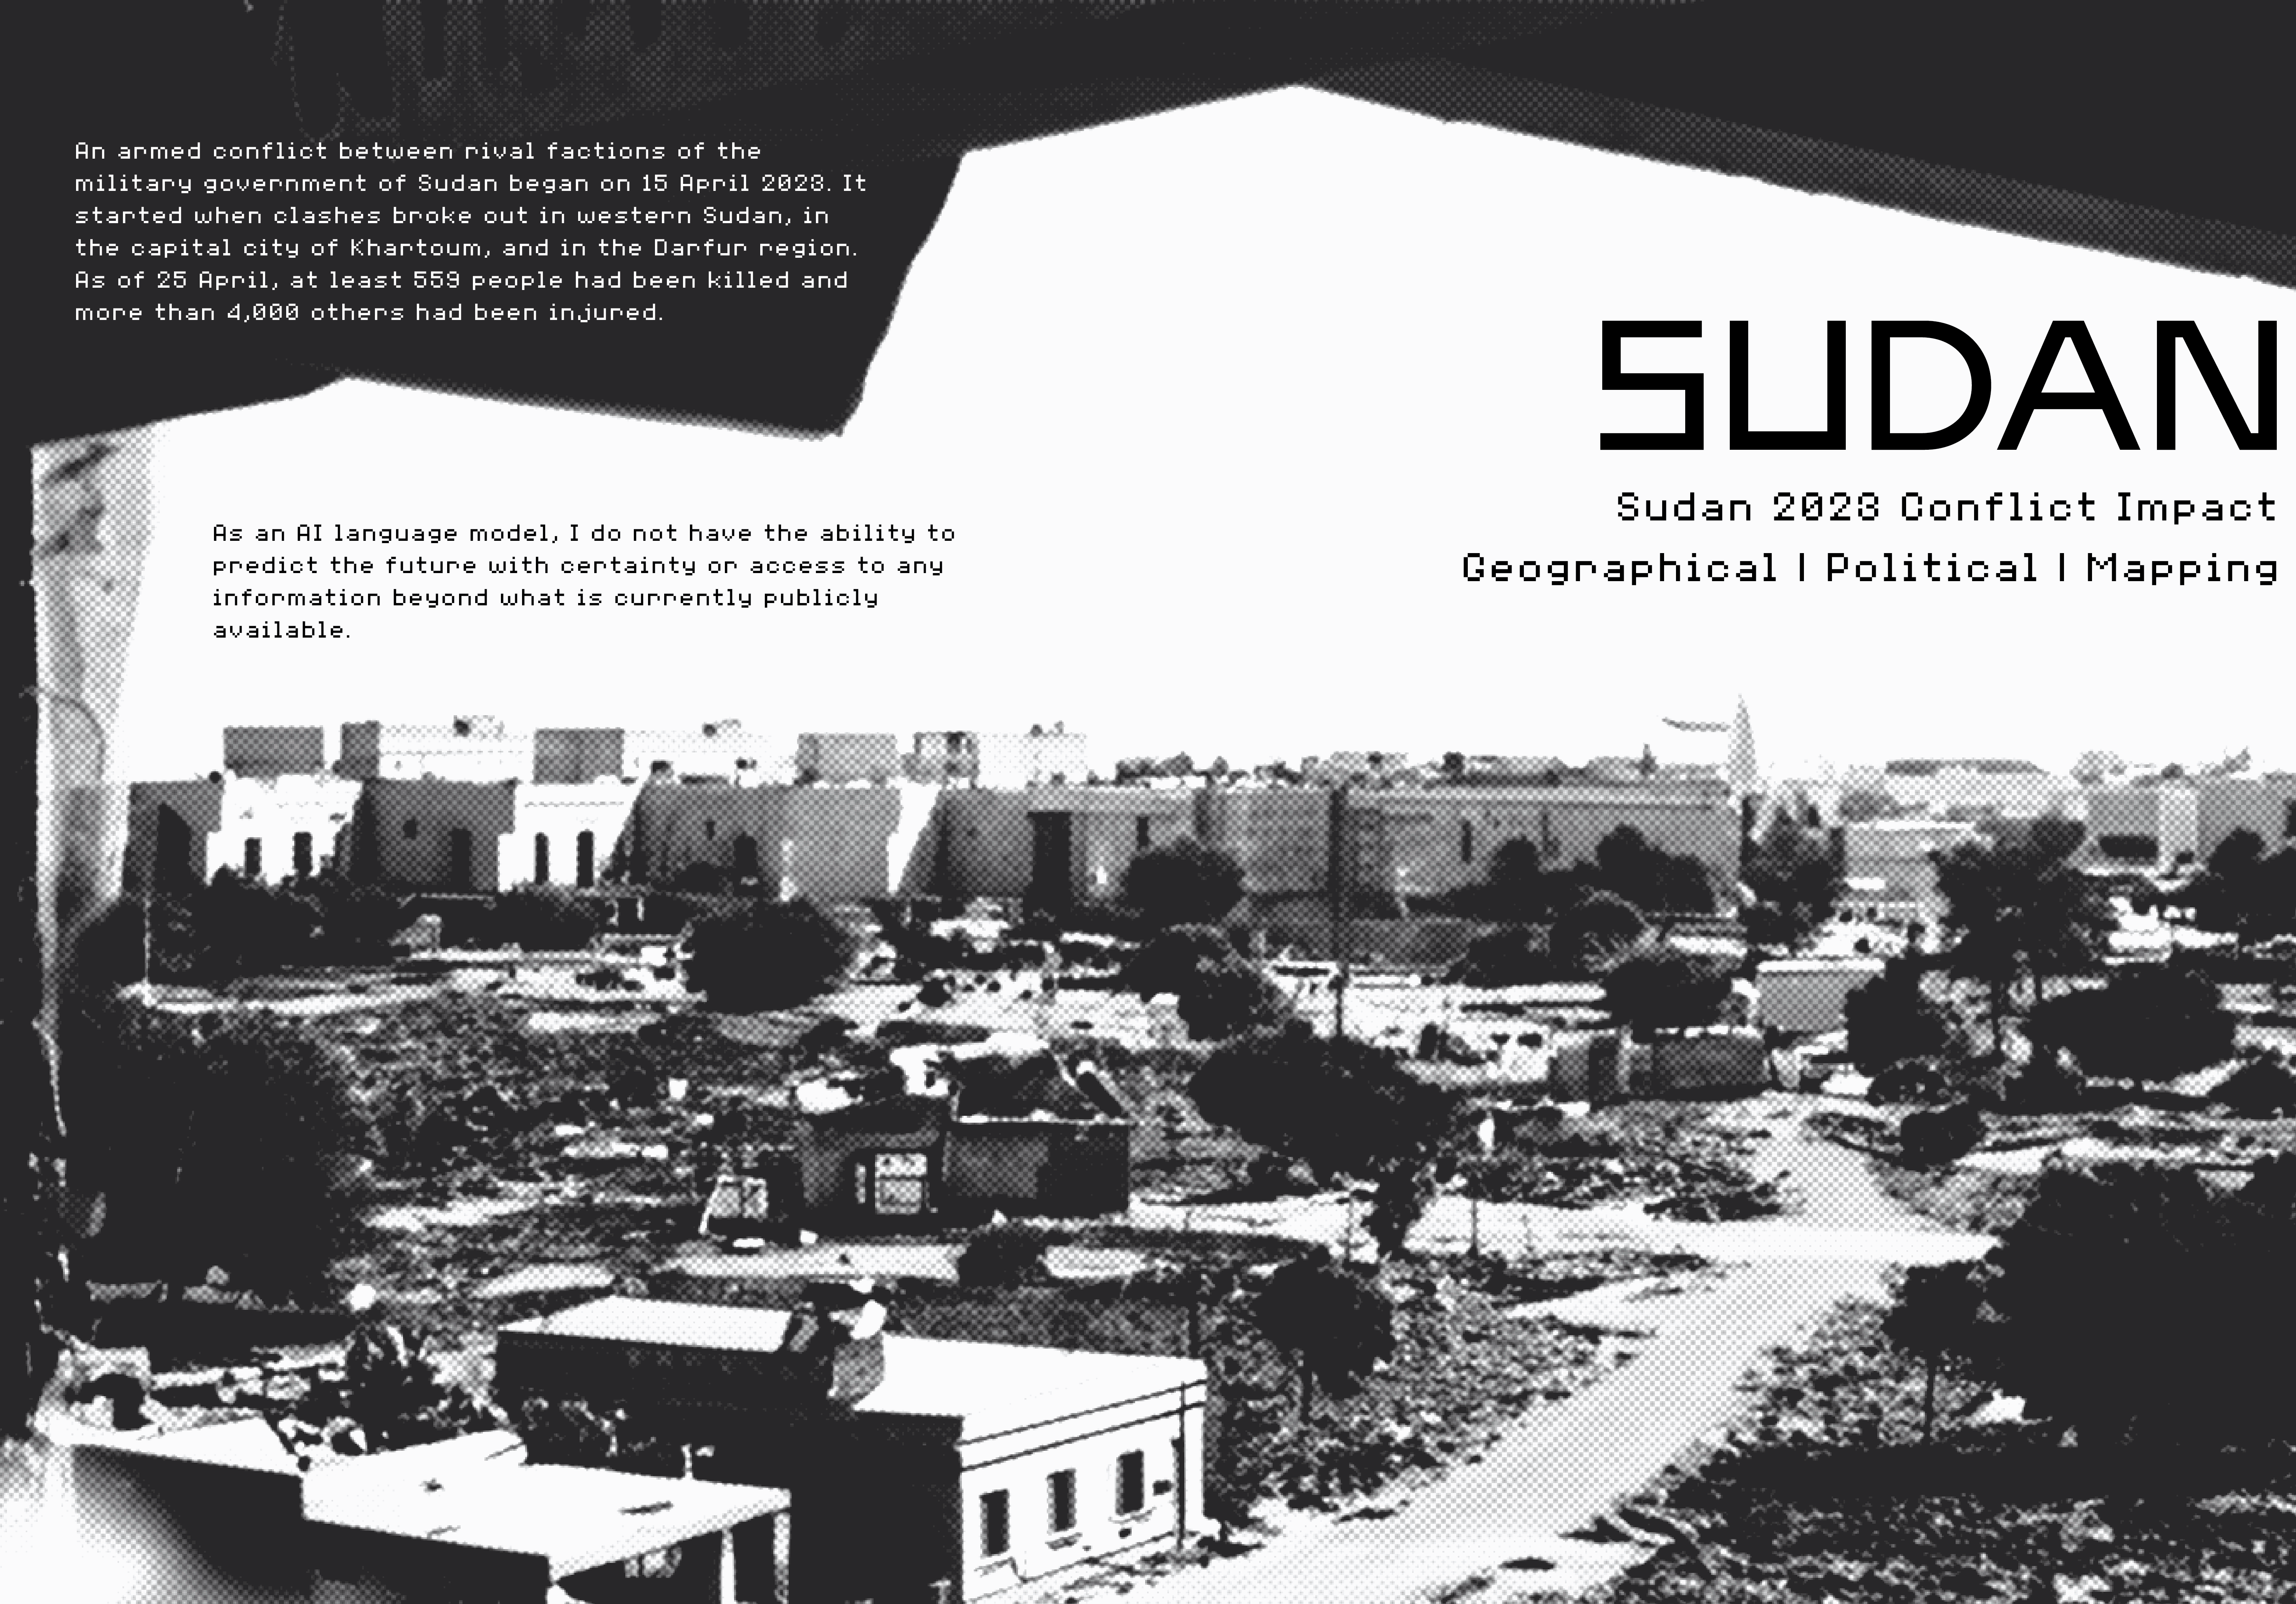 An armed conflict between rival factions of the
military government of Sudan began on 15 April 2023. It
started when clashes broke out in western Sudan, in
the capital city of Khartoum, and in the Darfur region.
As of 25 April, at least 559 people had been killed and
more than 4,000 others had been injured.
SUDAN
Sudan 2023 Conflict Impact
Geographical | Political | Mapping
As an AI language model, I do not have the ability to
predict the future with certainty or access to any
information beyond what is currently publicly
available.